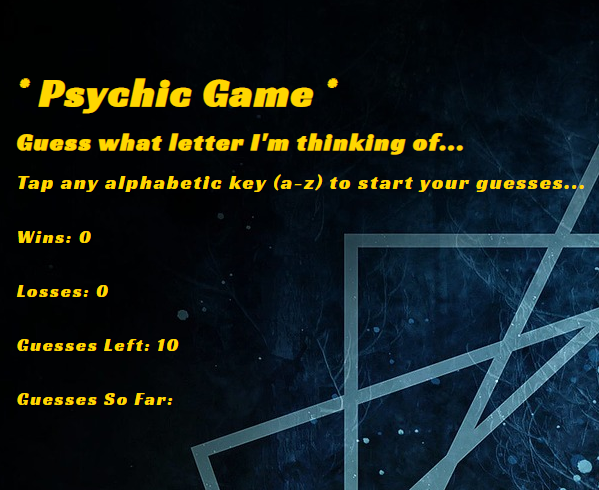 * Psychic Game *
Guess what letter I'm thinking of...
Tap any alphabetic key (a-z) to start your guesses...
Wins: 0
Losses: 0
Guesses Left: 10
Guesses So Far: